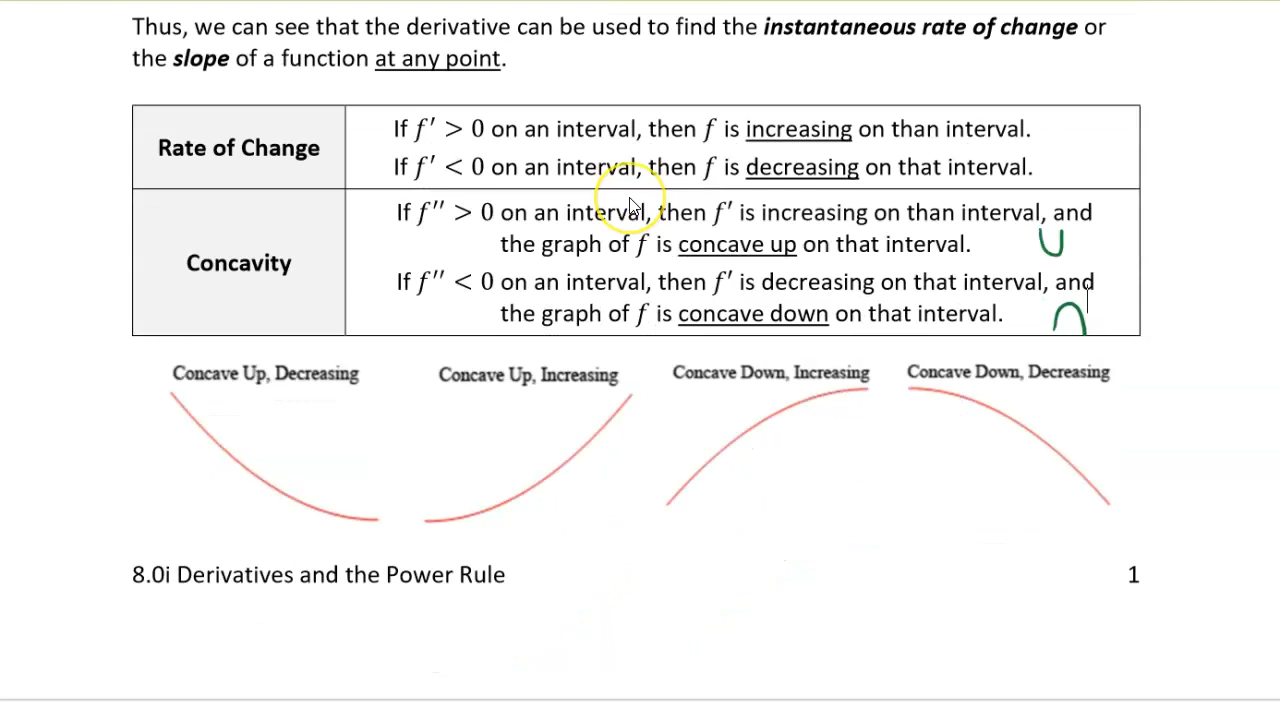 Thus, we can see that the derivative can be used to find the instantaneous rate of change or
the slope of a function at any point.
Rate of Change
If f′ > 0 on an interval, then f is increasing on than interval.
If f′ < 0 on an interval, then f is decreasing on that interval.
Concavity
If f′′ > 0 on an interval, then f′ is increasing on than interval, and
the graph of f is concave up on that interval.
If f′′ < 0 on an interval, then f′ is decreasing on that interval, and
the graph of f is concave down on that interval.
Concave Up, Decreasing
Concave Up, Increasing
Concave Down, Increasing
Concave Down, Decreasing
8.0i Derivatives and the Power Rule
1